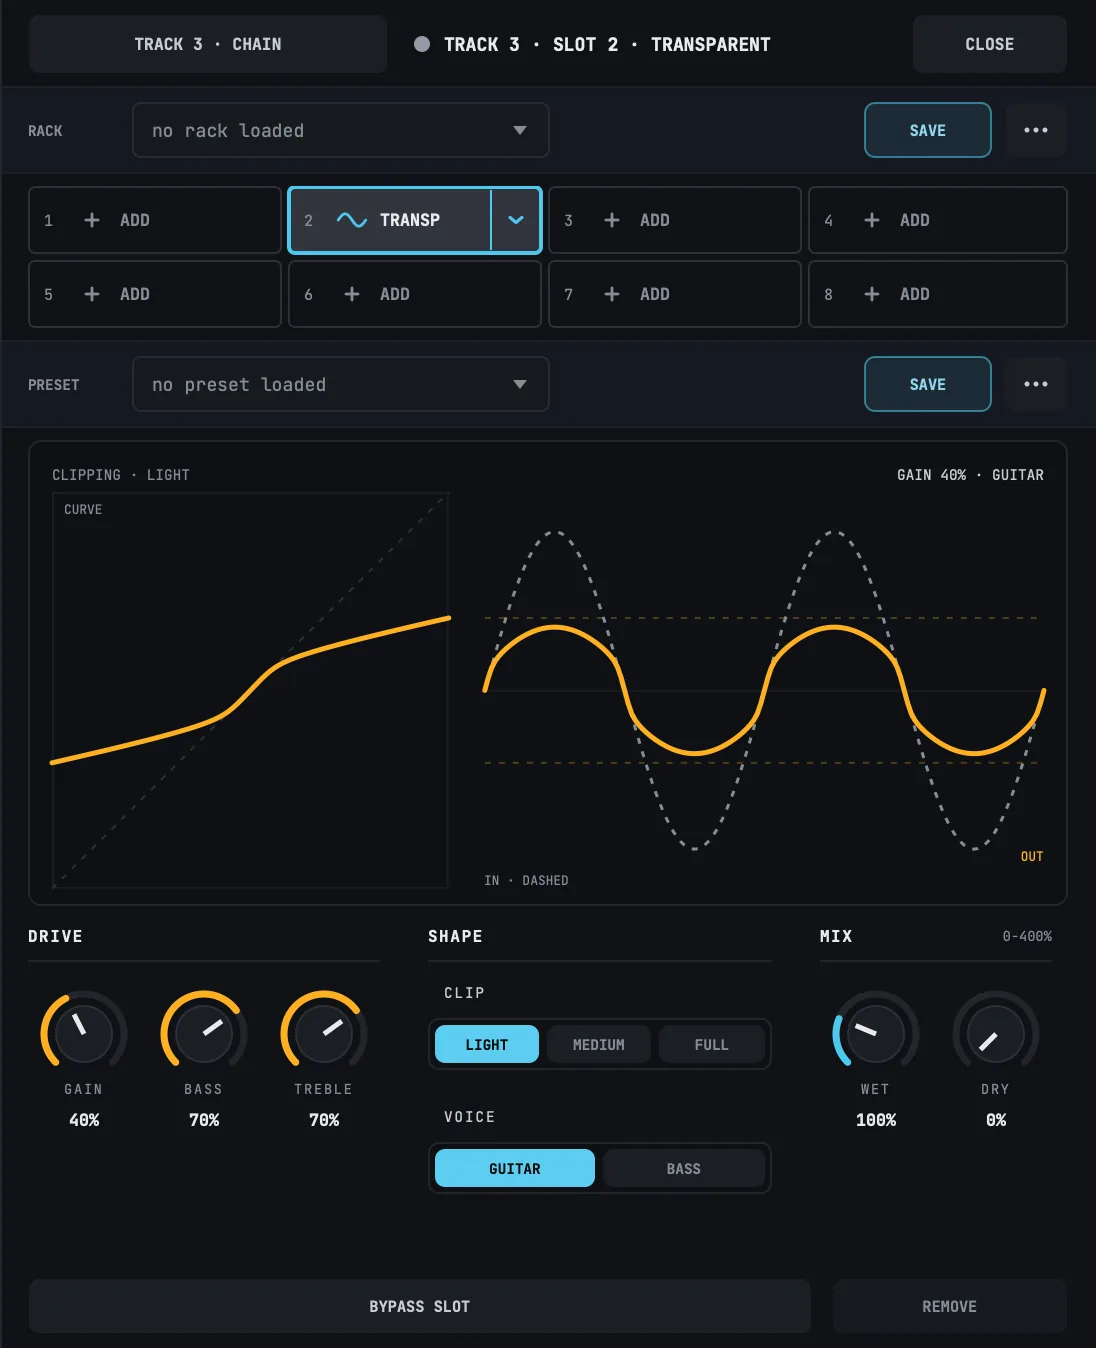 TRACK 3 · CHAIN
TRACK 3 · SLOT 2 · TRANSPARENT
CLOSE
RACK
no rack loaded
SAVE
1 + ADD
2 TRANSP
3 + ADD
4 + ADD
5 + ADD
6 + ADD
7 + ADD
8 + ADD
PRESET
no preset loaded
SAVE
CLIPPING · LIGHT
GAIN 40% · GUITAR
CURVE
OUT
IN · DASHED
DRIVE
GAIN
40%
BASS
70%
TREBLE
70%
SHAPE
CLIP
LIGHT
MEDIUM
FULL
VOICE
GUITAR
BASS
MIX
0-400%
WET
100%
DRY
0%
BYPASS SLOT
REMOVE